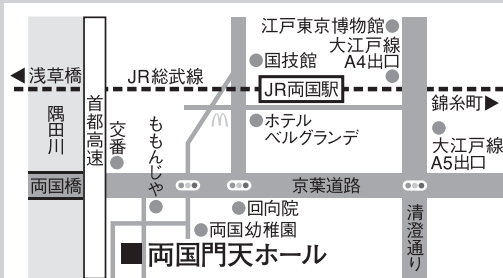 江戸東京博物館
大江戸線
A4出口
国技館
浅草橋
JR総武線
JR両国駅
錦糸町
隅田川
首都高速
交番
ももんじや
ホテル
ベルグランデ
大江戸線
A5出口
両国橋
京葉道路
回向院
両国幼稚園
清澄通り
両国門天ホール